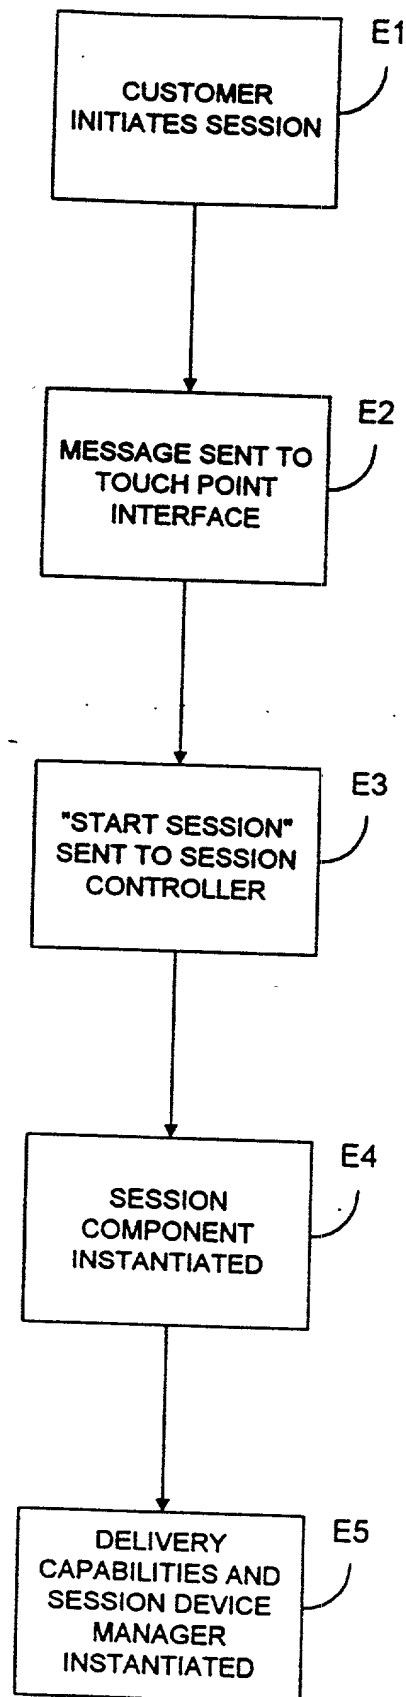 E1
CUSTOMER
INITIATES SESSION
E2
MESSAGE SENT TO
TOUCH POINT
INTERFACE
E3
"START SESSION"
SENT TO SESSION
CONTROLLER
E4
SESSION
COMPONENT
INSTANTIATED
E5
DELIVERY
CAPABILITIES AND
SESSION DEVICE
MANAGER
INSTANTIATED